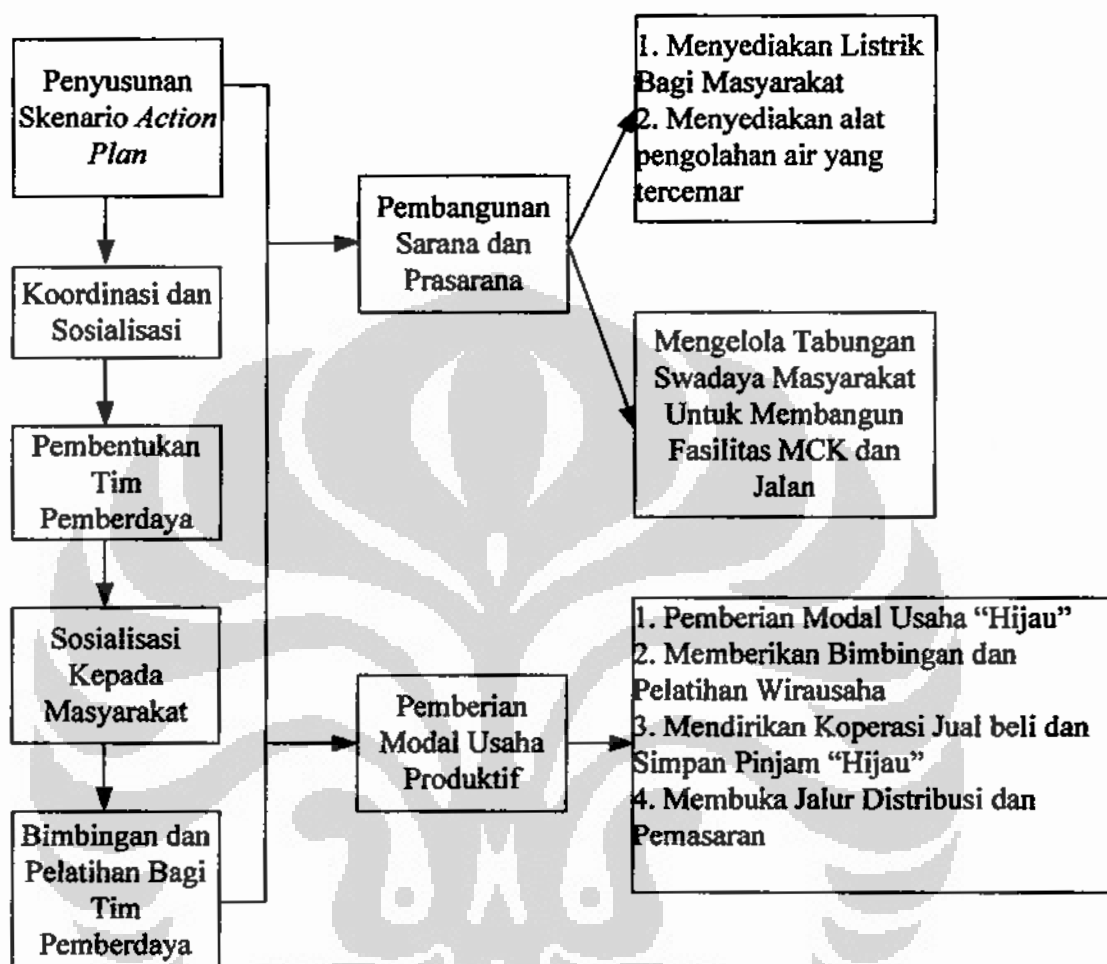 Penyusunan
Skenario Action
Plan
Koordinasi dan
Sosialisasi
Pembentukan
Tim
Pemberdaya
Sosialisasi
Kepada
Masyarakat
Bimbingan dan
Pelatihan Bagi
Tim
Pemberdaya
Pembangunan
Sarana dan
Prasarana
Pemberian
Modal Usaha
Produktif
1. Menyediakan Listrik
Bagi Masyarakat
2. Menyediakan alat
pengolahan air yang
tercemar
Mengelola Tabungan
Swadaya Masyarakat
Untuk Membangun
Fasilitas MCK dan
Jalan
1. Pemberian Modal Usaha “Hijau”
2. Memberikan Bimbingan dan
Pelatihan Wirausaha
3. Mendirikan Koperasi Jual beli dan
Simpan Pinjam “Hijau”
4. Membuka Jalur Distribusi dan
Pemasaran